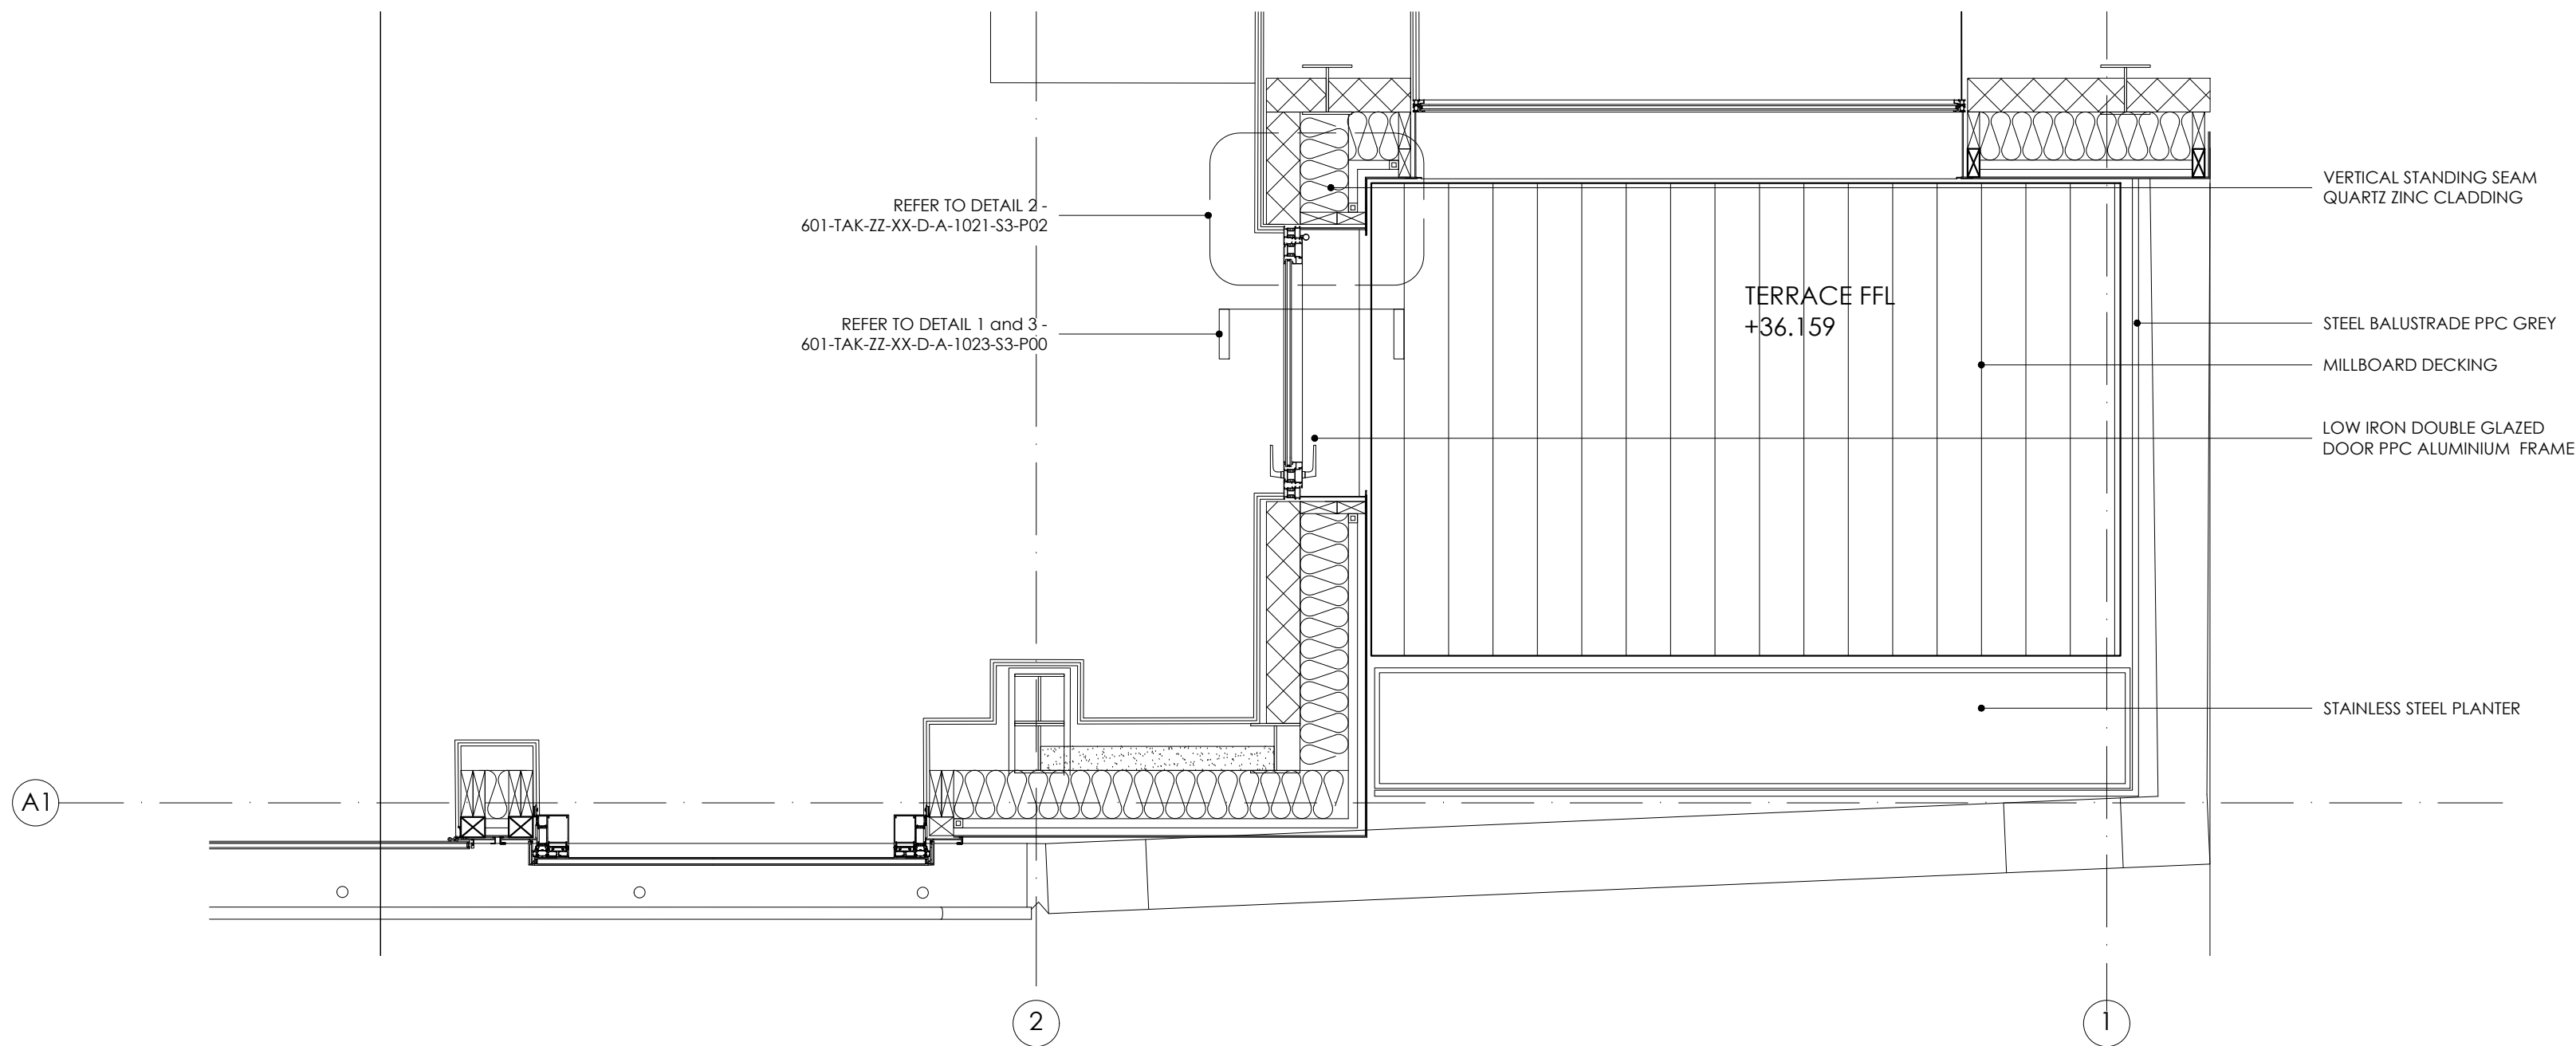 REFER TO DETAIL 2 -
601-TAK-ZZ-XX-D-A-1021-S3-P02
REFER TO DETAIL 1 and 3 -
601-TAK-ZZ-XX-D-A-1023-S3-P00
TERRACE FFL
+36.159
VERTICAL STANDING SEAM
QUARTZ ZINC CLADDING
STEEL BALUSTRADE PPC GREY
MILLBOARD DECKING
LOW IRON DOUBLE GLAZED
DOOR PPC ALUMINIUM FRAME
STAINLESS STEEL PLANTER
A1
2
1